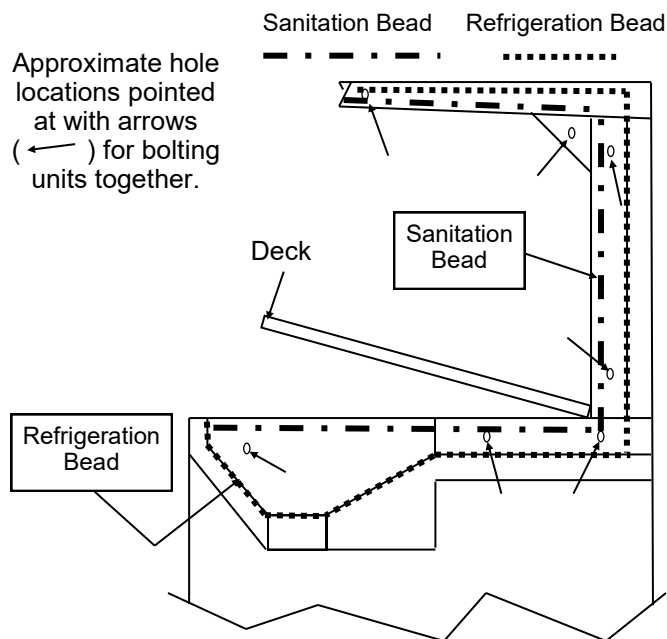 Sanitation Bead
Refrigeration Bead
Approximate hole
locations pointed
at with arrows
( ) for bolting
units together.
Sanitation
Bead
Deck
Refrigeration
Bead